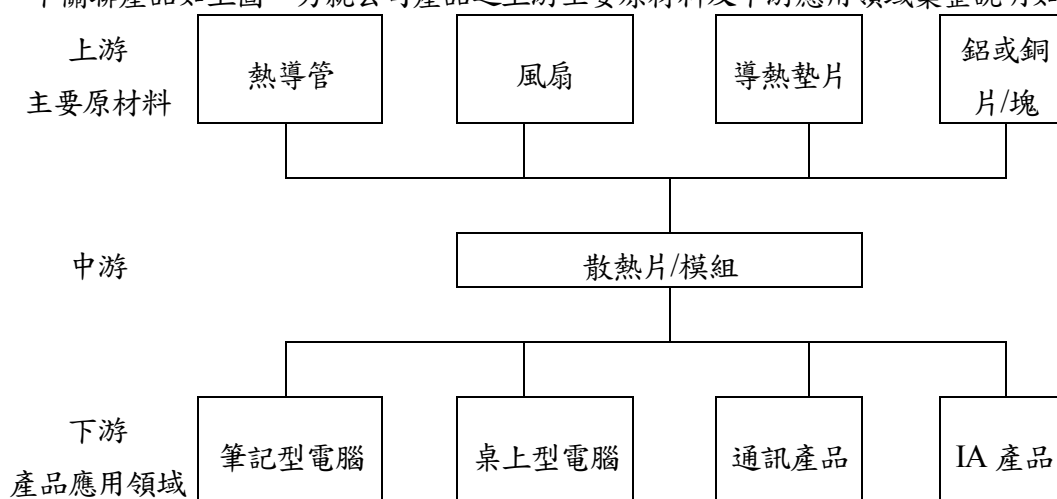 上游
主要原材料
熱導管
風扇
導熱墊片
鋁或銅
片/塊
中游
散熱片/模組
下游
產品應用領域
筆記型電腦
桌上型電腦
通訊產品
IA 產品